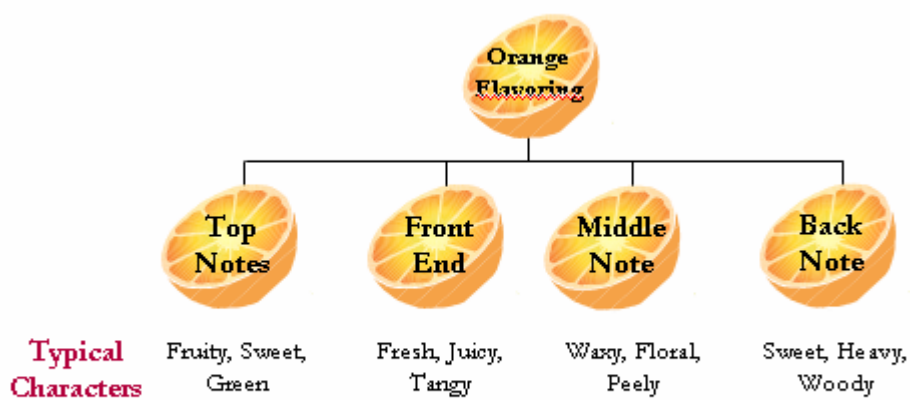 Orange
Flavoring
Top
Notes
Front
End
Middle
Note
Back
Note
Typical
Characters
Fruity, Sweet,
Green
Fresh, Juicy,
Tangy
Waxy, Floral,
Peely
Sweet, Heavy,
Woody